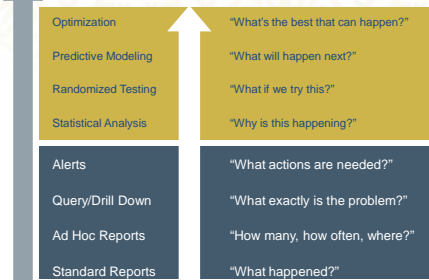 Optimization “What's the best that can happen?”
Predictive Modeling “What will happen next?”
Randomized Testing “What if we try this?”
Statistical Analysis “Why is this happening?”
Alerts “What actions are needed?”
Query/Drill Down “What exactly is the problem?”
Ad Hoc Reports “How many, how often, where?”
Standard Reports “What happened?”